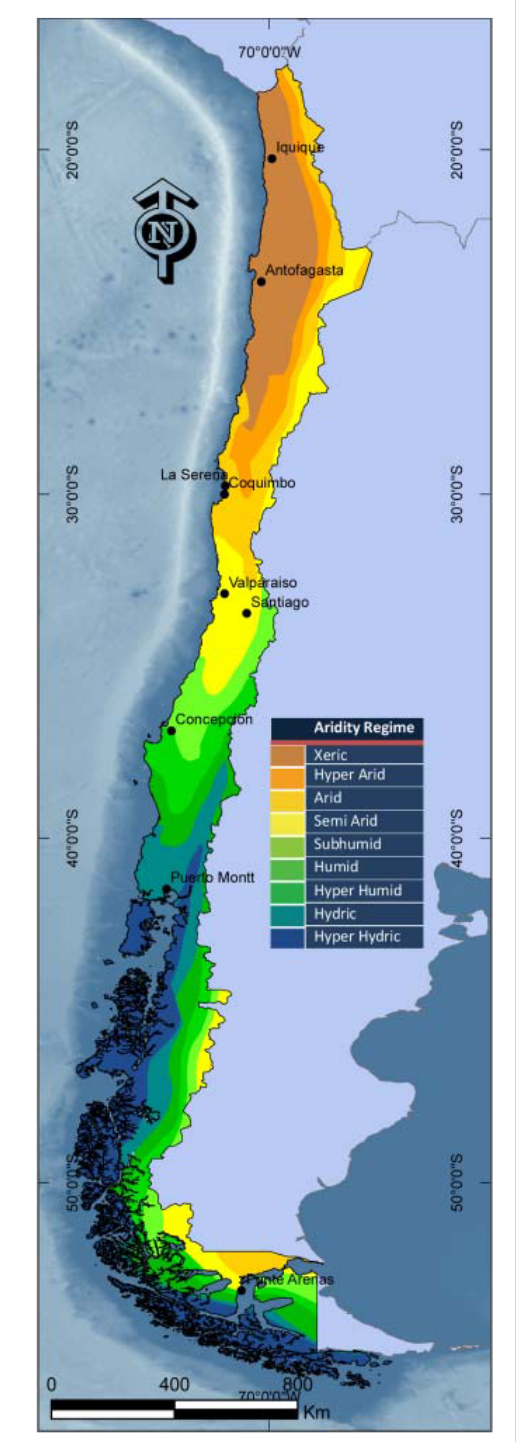 70°0'0"W
20°0'0"S
20°0'0"S
Iquique
N
Antofagasta
La Serena
Coquimbo
30°0'0"S
30°0'0"S
Valparaiso
Santiago
Concepción
Aridity Regime
Xeric
Hyper Arid
Arid
Semi Arid
Subhumid
Humid
Hyper Humid
Hydric
Hyper Hydric
40°0'0"S
40°0'0"S
Puerto Montt
50°0'0"S
50°0'0"S
Punta Arenas
0 400 800
70°0'0"W
Km